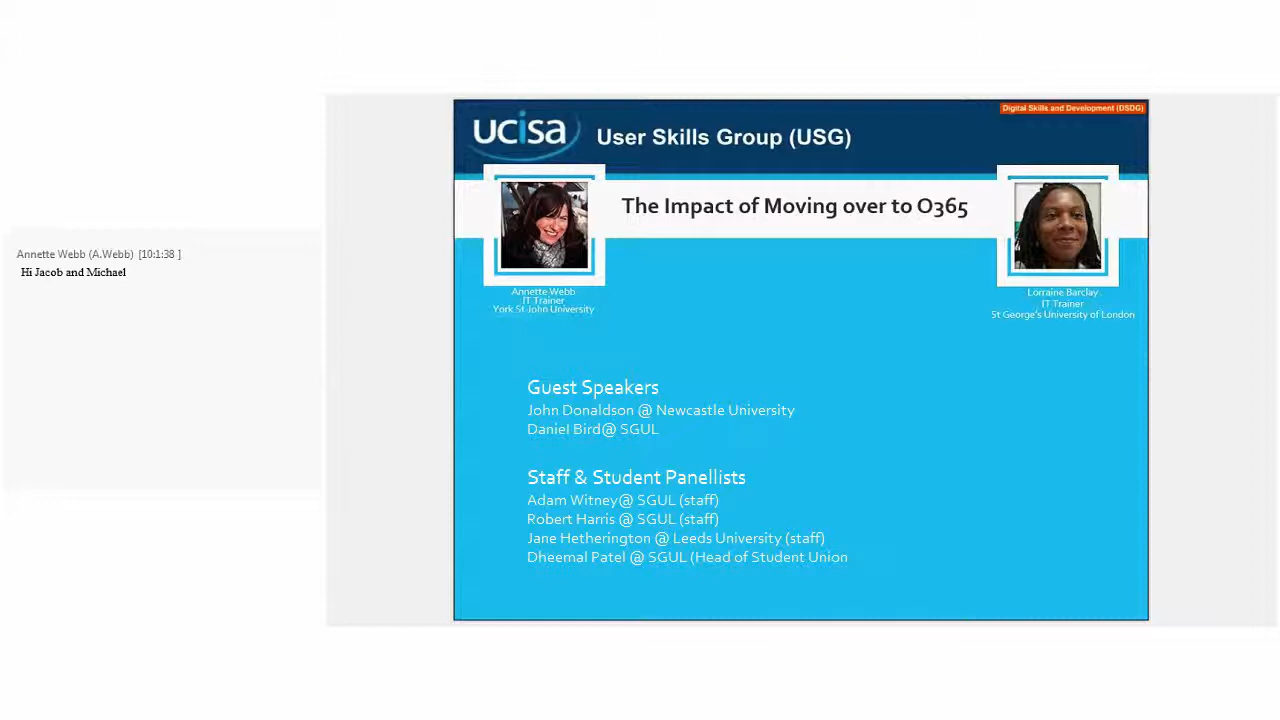 Annette Webb (A.Webb) [10:1:38 ]
Hi Jacob and Michael
Digital Skills and Development (DSDG)
ucisa User Skills Group (USG)
The Impact of Moving over to O365
Annette Webb
IT Trainer
York St John University
Lorraine Barclay
IT Trainer
St George's University of London
Guest Speakers
John Donaldson @ Newcastle University
Daniel Bird@ SGUL
Staff & Student Panellists
Adam Witney@ SGUL (staff)
Robert Harris @ SGUL (staff)
Jane Hetherington @ Leeds University (staff)
Dheemal Patel @ SGUL (Head of Student Union